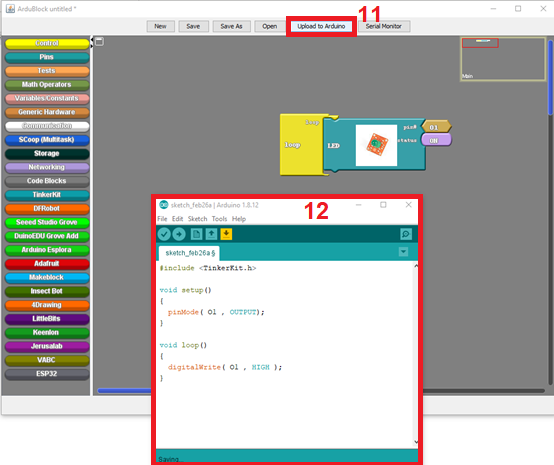 ArduBlock untitled *
11
New Save Save As Open Upload to Arduino Serial Monitor
Control
Pins
Tests
Math Operators
Variables/Constants
Generic Hardware
Communication
SCoop (Multitask)
Storage
Networking
Code Blocks
TinkerKit
DFRobot
Seeed Studio Grove
DuinoEDU Grove Add
Arduino Esplora
Adafruit
Makeblock
Insect Bot
4Drawing
LittleBits
Keenlon
Jerusalab
VABC
ESP32
Main
loop
loop
LED
pin#
O1
status
ON
sketch_feb26a | Arduino 1.8.12
12
File Edit Sketch Tools Help
sketch_feb26a §
#include <TinkerKit.h>
void setup()
{
pinMode( O1 , OUTPUT);
}
void loop()
{
digitalWrite( O1 , HIGH );
}
Saving...